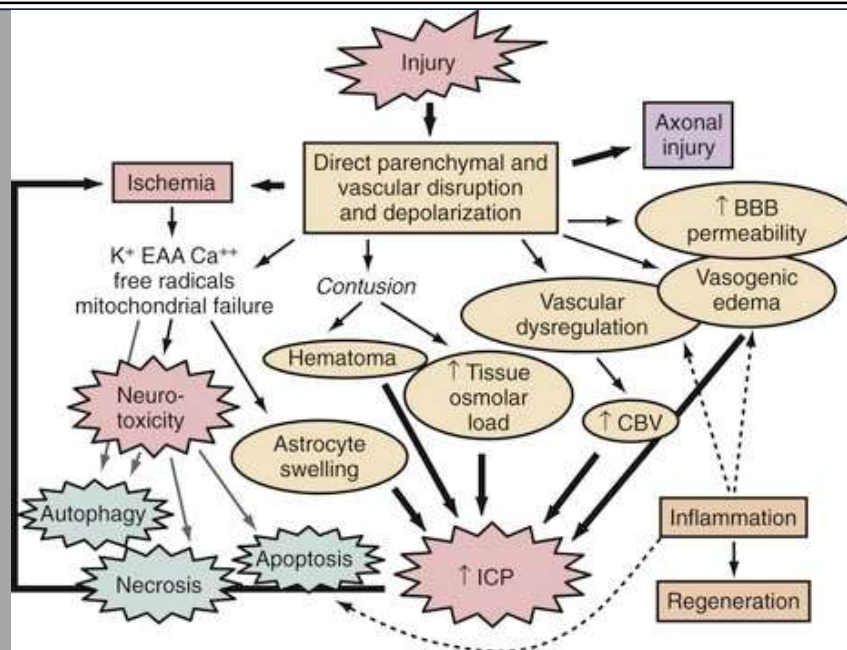 Injury
Axonal
injury
Direct parenchymal and
vascular disruption
and depolarization
Ischemia
↑ BBB
permeability
K⁺ EAA Ca⁺⁺
free radicals
mitochondrial failure
Contusion
Vasogenic
edema
Vascular
dysregulation
Hematoma
↑ Tissue
osmolar
load
Neuro-
toxicity
↑ CBV
Astrocyte
swelling
Autophagy
Inflammation
Apoptosis
Necrosis
↑ ICP
Regeneration